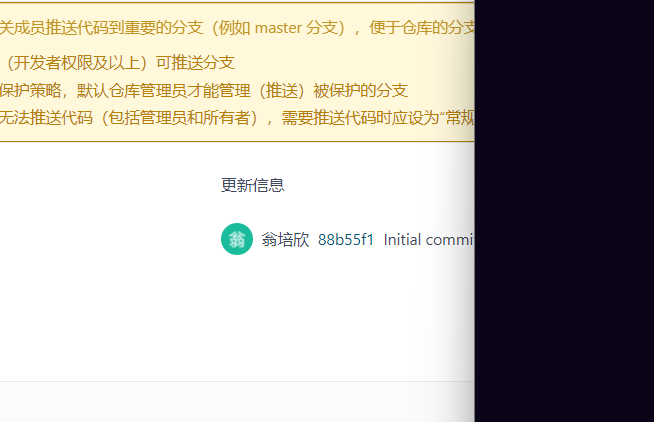 关成员推送代码到重要的分支（例如 master 分支），便于仓库的分支
（开发者权限及以上）可推送分支
保护策略，默认仓库管理员才能管理（推送）被保护的分支
无法推送代码（包括管理员和所有者），需要推送代码时应设为“常规
更新信息
翁 翁培欣 88b55f1 Initial commi